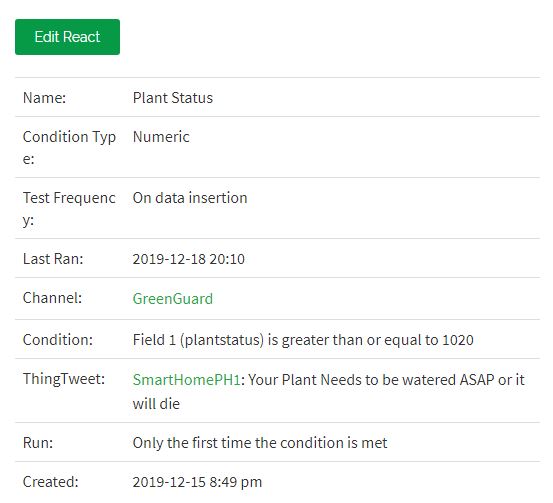 Edit React
Name: Plant Status
Condition Typ Numeric
e:
Test Frequenc On data insertion
y:
Last Ran: 2019-12-18 20:10
Channel: GreenGuard
Condition: Field 1 (plantstatus) is greater than or equal to 1020
ThingTweet: SmartHomePH1: Your Plant Needs to be watered ASAP or it
will die
Run: Only the first time the condition is met
Created: 2019-12-15 8:49 pm